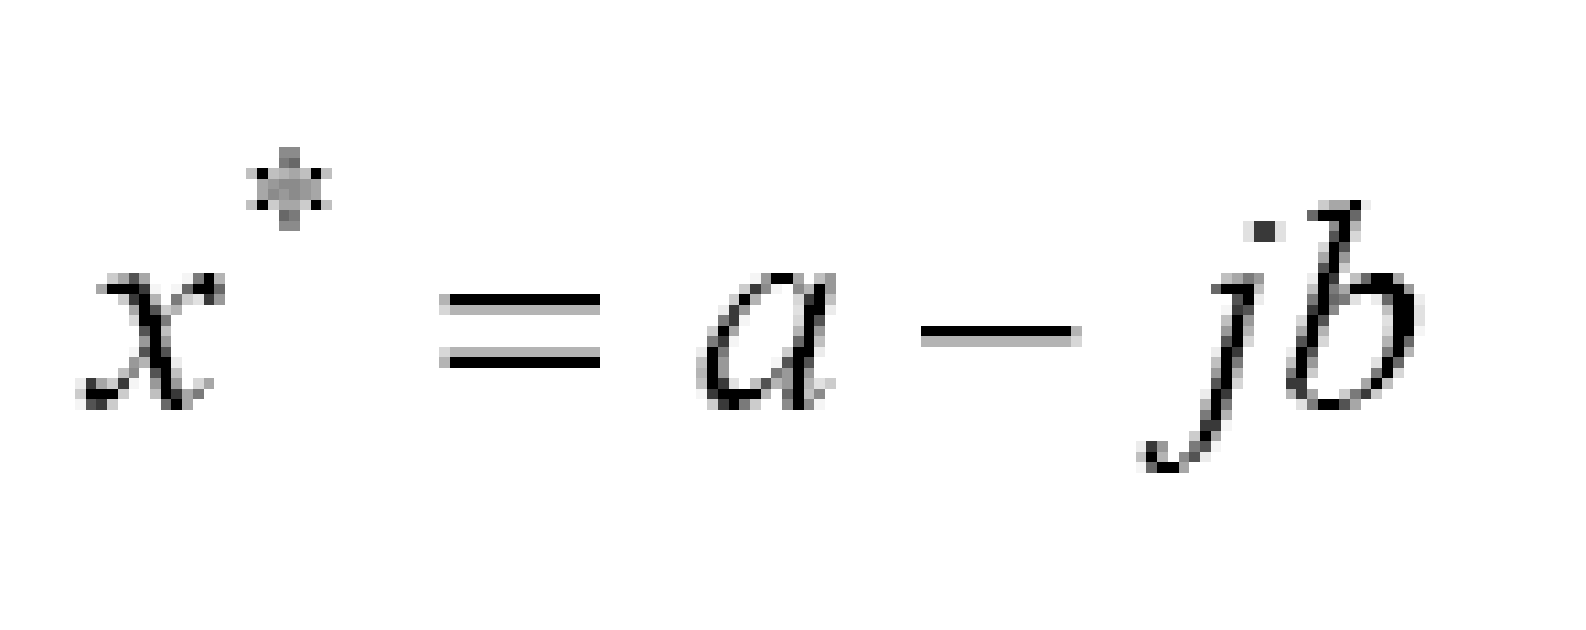 x* = a − jb